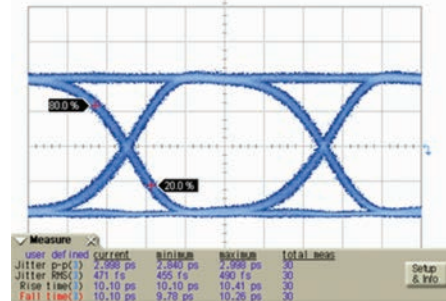 80.0 %
20.0 %
Measure
user defined current minimum maximum total meas
Jitter p-p(3) 2.998 ps 2.840 ps 2.998 ps 30
Jitter RMS(3) 471 fs 455 fs 490 fs 30
Rise time(3) 10.10 ps 10.10 ps 10.41 ps 30
Fall time(3) 10.10 ps 9.78 ps 10.26 ps 30
Setup
& Info